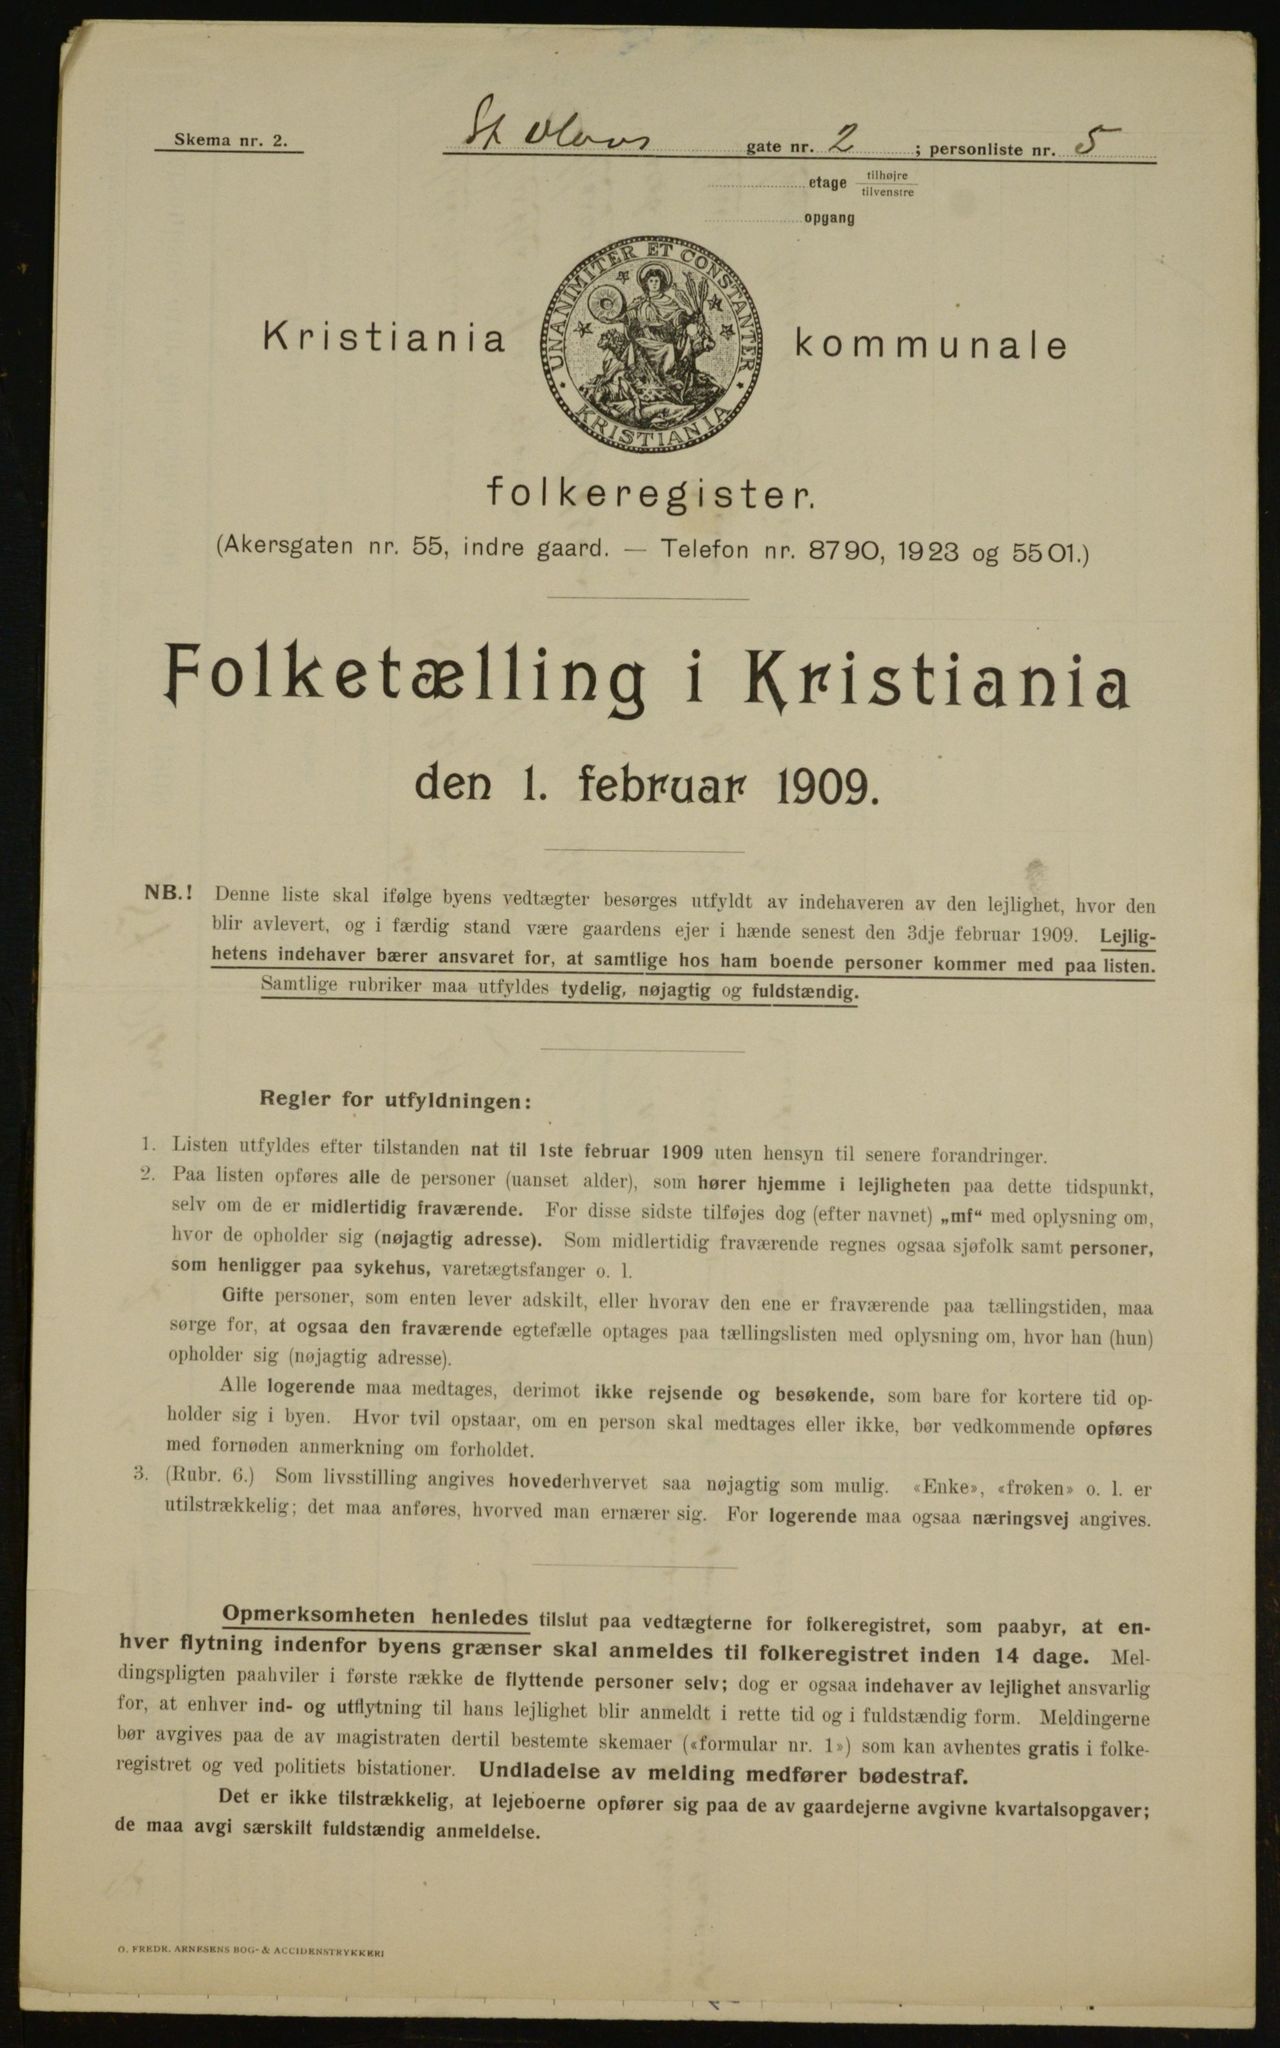 Skema nr. 2.
St Olavs gate nr. 2 ; personliste nr. 5
etage tilhøjre
tilvenstre
opgang
UNANIMITER ET CONSTANTER
KRISTIANIA
Kristiania kommunale
folkeregister.
(Akersgaten nr. 55, indre gaard. — Telefon nr. 8790, 1923 og 5501.)
Folketælling i Kristiania
den 1. februar 1909.
NB.! Denne liste skal ifølge byens vedtægter besørges utfyldt av indehaveren av den lejlighet, hvor den
blir avlevert, og i færdig stand være gaardens ejer i hænde senest den 3dje februar 1909. Lejlig-
hetens indehaver bærer ansvaret for, at samtlige hos ham boende personer kommer med paa listen.
Samtlige rubriker maa utfyldes tydelig, nøjagtig og fuldstændig.
Regler for utfyldningen:
1. Listen utfyldes efter tilstanden nat til 1ste februar 1909 uten hensyn til senere forandringer.
2. Paa listen opføres alle de personer (uanset alder), som hører hjemme i lejligheten paa dette tidspunkt,
selv om de er midlertidig fraværende. For disse sidste tilføjes dog (efter navnet) „mf“ med oplysning om,
hvor de opholder sig (nøjagtig adresse). Som midlertidig fraværende regnes ogsaa sjøfolk samt personer,
som henligger paa sykehus, varetægtsfanger o. l.
Gifte personer, som enten lever adskilt, eller hvorav den ene er fraværende paa tællingstiden, maa
sørge for, at ogsaa den fraværende egtefælle optages paa tællingslisten med oplysning om, hvor han (hun)
opholder sig (nøjagtig adresse).
Alle logerende maa medtages, derimot ikke rejsende og besøkende, som bare for kortere tid op-
holder sig i byen. Hvor tvil opstaar, om en person skal medtages eller ikke, bør vedkommende opføres
med fornøden anmerkning om forholdet.
3. (Rubr. 6.) Som livsstilling angives hovederhvervet saa nøjagtig som mulig. «Enke», «frøken» o. l. er
utilstrækkelig; det maa anføres, hvorved man ernærer sig. For logerende maa ogsaa næringsvej angives.
Opmerksomheten henledes tilslut paa vedtægterne for folkeregistret, som paabyr, at en-
hver flytning indenfor byens grænser skal anmeldes til folkeregistret inden 14 dage. Mel-
dingspligten paahviler i første række de flyttende personer selv; dog er ogsaa indehaver av lejlighet ansvarlig
for, at enhver ind- og utflytning til hans lejlighet blir anmeldt i rette tid og i fuldstændig form. Meldingerne
bør avgives paa de av magistraten dertil bestemte skemaer («formular nr. 1») som kan avhentes gratis i folke-
registret og ved politiets bistationer. Undladelse av melding medfører bødestraf.
Det er ikke tilstrækkelig, at lejeboerne opfører sig paa de av gaardejerne avgivne kvartalsopgaver;
de maa avgi særskilt fuldstændig anmeldelse.
O. FREDR. ARNESENS BOG- & ACCIDENSTRYKKERI